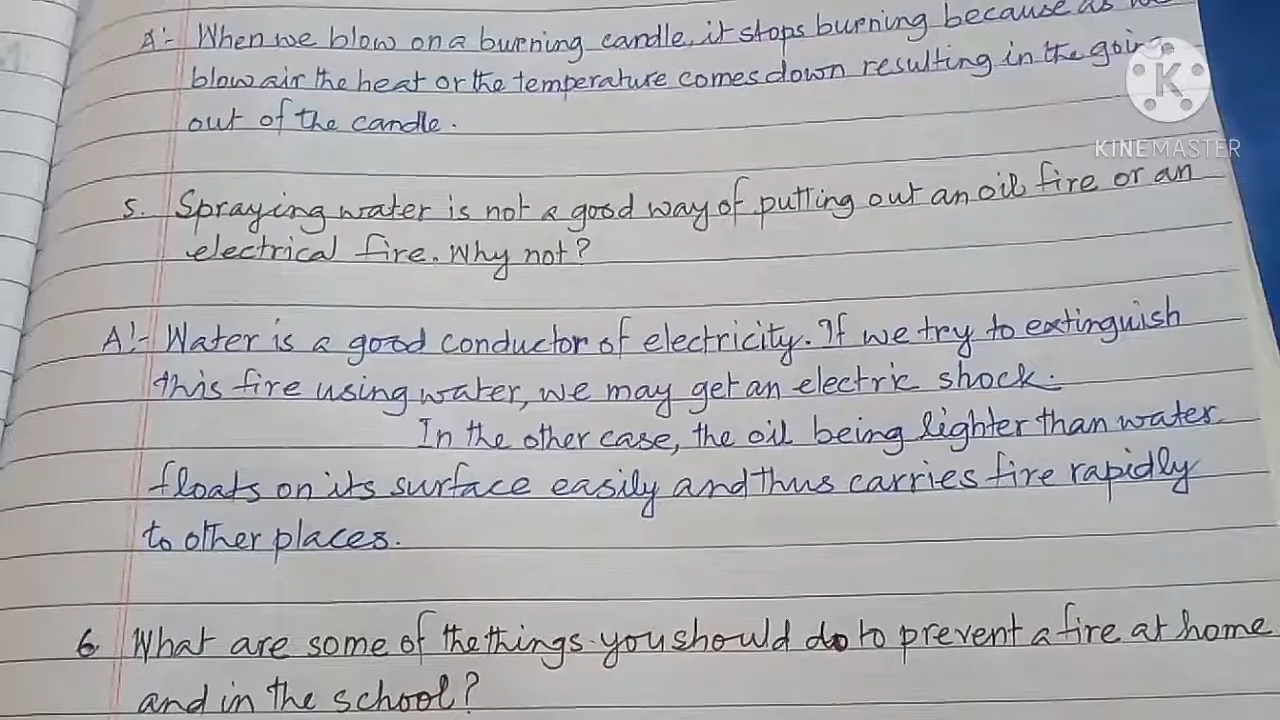 A:- When we blow on a burning candle, it stops burning because as we
blow air the heat or the temperature comes down resulting in the going
out of the candle.
K
KINEMASTER
5. Spraying water is not a good way of putting out an oil fire or an
electrical fire. Why not?
A:- Water is a good conductor of electricity. If we try to extinguish
this fire using water, we may get an electric shock.
In the other case, the oil being lighter than water
floats on its surface easily and thus carries fire rapidly
to other places.
6 What are some of the things you should do to prevent a fire at home
and in the school?